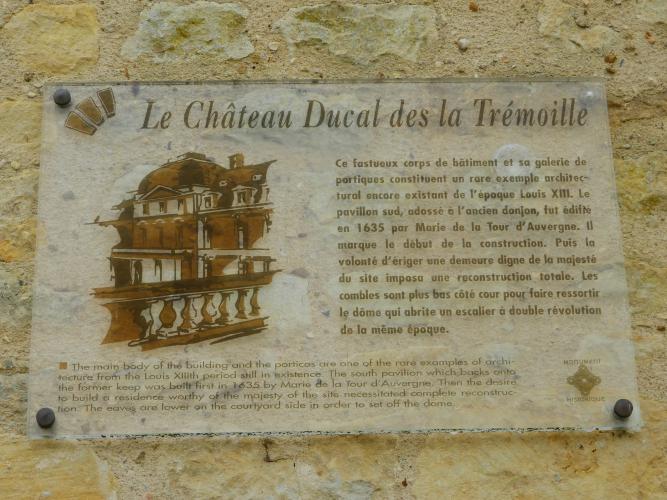 Le Château Ducal des la Trémoille
Ce fastueux corps de bâtiment et sa galerie de
portiques constituent un rare exemple architec-
tural encore existant de l'époque Louis XIII. Le
pavillon sud, adossé à l'ancien donjon, fut édifié
en 1635 par Marie de la Tour d'Auvergne. Il
marque le début de la construction. Puis la
volonté d'ériger une demeure digne de la majesté
du site imposa une reconstruction totale. Les
combles sont plus bas côté cour pour faire ressortir
le dôme qui abrite un escalier à double révolution
de la même époque.
The main body of the building and the porticos are one of the rare examples of archi-
tecture from the Louis XIIIth period still in existence. The south pavillion which backs onto
the former keep was built first in 1635 by Marie de la Tour d'Auvergne. Then the desire
to build a residence worthy of the majesty of the site necessitated complete reconstruc-
tion. The eaves are lower on the courtyard side in order to set off the dome.
MONUMENT
HISTORIQUE